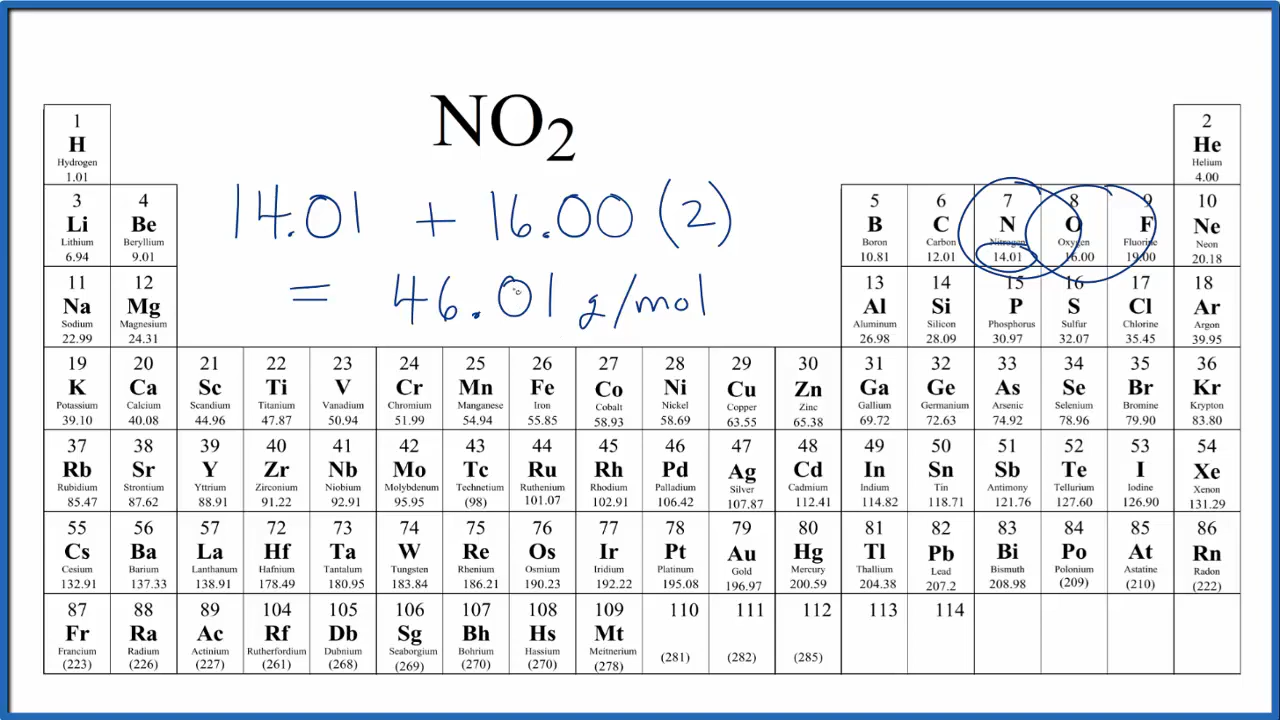 NO2
14.01 + 16.00 (2)
= 46.01 g/mol
1 2
H He
Hydrogen Helium
1.01 4.00
3 4 5 6 7 8 9 10
Li Be B C N O F Ne
Lithium Beryllium Boron Carbon Nitrogen Oxygen Fluorine Neon
6.94 9.01 10.81 12.01 14.01 16.00 19.00 20.18
11 12 13 14 15 16 17 18
Na Mg Al Si P S Cl Ar
Sodium Magnesium Aluminum Silicon Phosphorus Sulfur Chlorine Argon
22.99 24.31 26.98 28.09 30.97 32.07 35.45 39.95
19 20 21 22 23 24 25 26 27 28 29 30 31 32 33 34 35 36
K Ca Sc Ti V Cr Mn Fe Co Ni Cu Zn Ga Ge As Se Br Kr
Potassium Calcium Scandium Titanium Vanadium Chromium Manganese Iron Cobalt Nickel Copper Zinc Gallium Germanium Arsenic Selenium Bromine Krypton
39.10 40.08 44.96 47.87 50.94 51.99 54.94 55.85 58.93 58.69 63.55 65.38 69.72 72.63 74.92 78.96 79.90 83.80
37 38 39 40 41 42 43 44 45 46 47 48 49 50 51 52 53 54
Rb Sr Y Zr Nb Mo Tc Ru Rh Pd Ag Cd In Sn Sb Te I Xe
Rubidium Strontium Yttrium Zirconium Niobium Molybdenum Technetium Ruthenium Rhodium Palladium Silver Cadmium Indium Tin Antimony Tellurium Iodine Xenon
85.47 87.62 88.91 91.22 92.91 95.95 (98) 101.07 102.91 106.42 107.87 112.41 114.82 118.71 121.76 127.60 126.90 131.29
55 56 57 72 73 74 75 76 77 78 79 80 81 82 83 84 85 86
Cs Ba La Hf Ta W Re Os Ir Pt Au Hg Tl Pb Bi Po At Rn
Cesium Barium Lanthanum Hafnium Tantalum Tungsten Rhenium Osmium Iridium Platinum Gold Mercury Thallium Lead Bismuth Polonium Astatine Radon
132.91 137.33 138.91 178.49 180.95 183.84 186.21 190.23 192.22 195.08 196.97 200.59 204.38 207.2 208.98 (209) (210) (222)
87 88 89 104 105 106 107 108 109 110 111 112 113 114
Fr Ra Ac Rf Db Sg Bh Hs Mt
Francium Radium Actinium Rutherfordium Dubnium Seaborgium Bohrium Hassium Meitnerium
(223) (226) (227) (261) (268) (269) (270) (270) (278) (281) (282) (285)